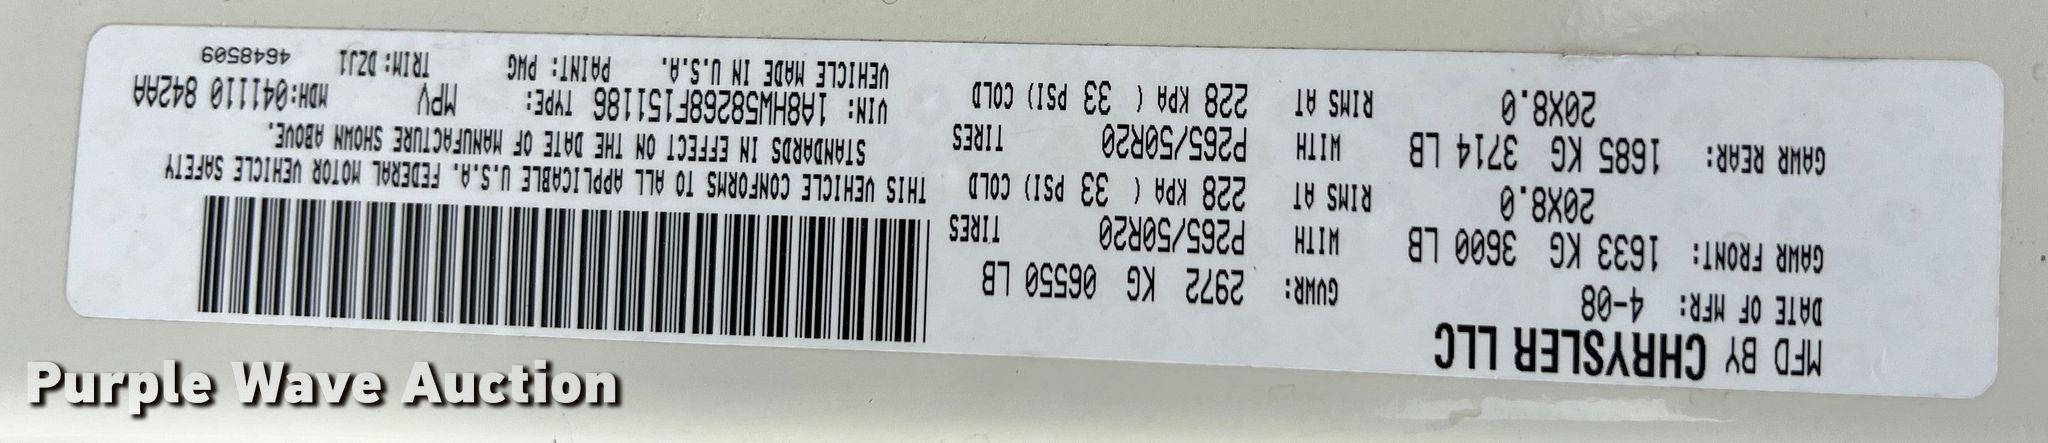 MFD BY CHRYSLER LLC
DATE OF MFR: 4-08 GVWR: 2972 KG 06550 LB
GAWR FRONT: 1633 KG 3600 LB WITH P265/50R20 TIRES
20X8.0 RIMS AT 228 KPA ( 33 PSI) COLD
GAWR REAR: 1685 KG 3714 LB WITH P265/50R20 TIRES
20X8.0 RIMS AT 228 KPA ( 33 PSI) COLD
THIS VEHICLE CONFORMS TO ALL APPLICABLE U.S.A. FEDERAL MOTOR VEHICLE SAFETY
STANDARDS IN EFFECT ON THE DATE OF MANUFACTURE SHOWN ABOVE.
VIN: 1A8HW58268F151186 TYPE: MPV MDH:041110 842AA
VEHICLE MADE IN U.S.A. PAINT: PWG TRIM: DZJ1 4648509
Purple Wave Auction